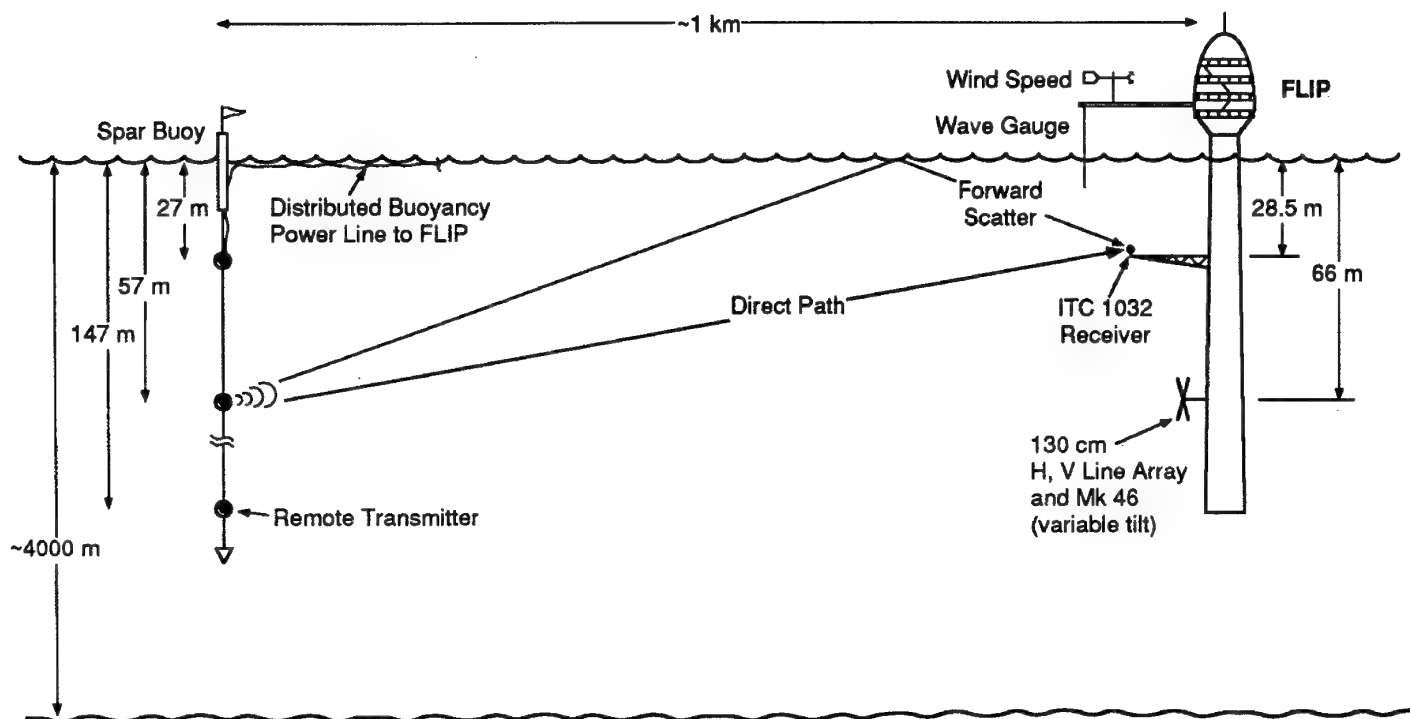 ~1 km
Wind Speed
FLIP
Spar Buoy
Wave Gauge
27 m
Distributed Buoyancy
Power Line to FLIP
Forward
Scatter
28.5 m
57 m
66 m
147 m
Direct Path
ITC 1032
Receiver
130 cm
H, V Line Array
and Mk 46
(variable tilt)
Remote Transmitter
~4000 m